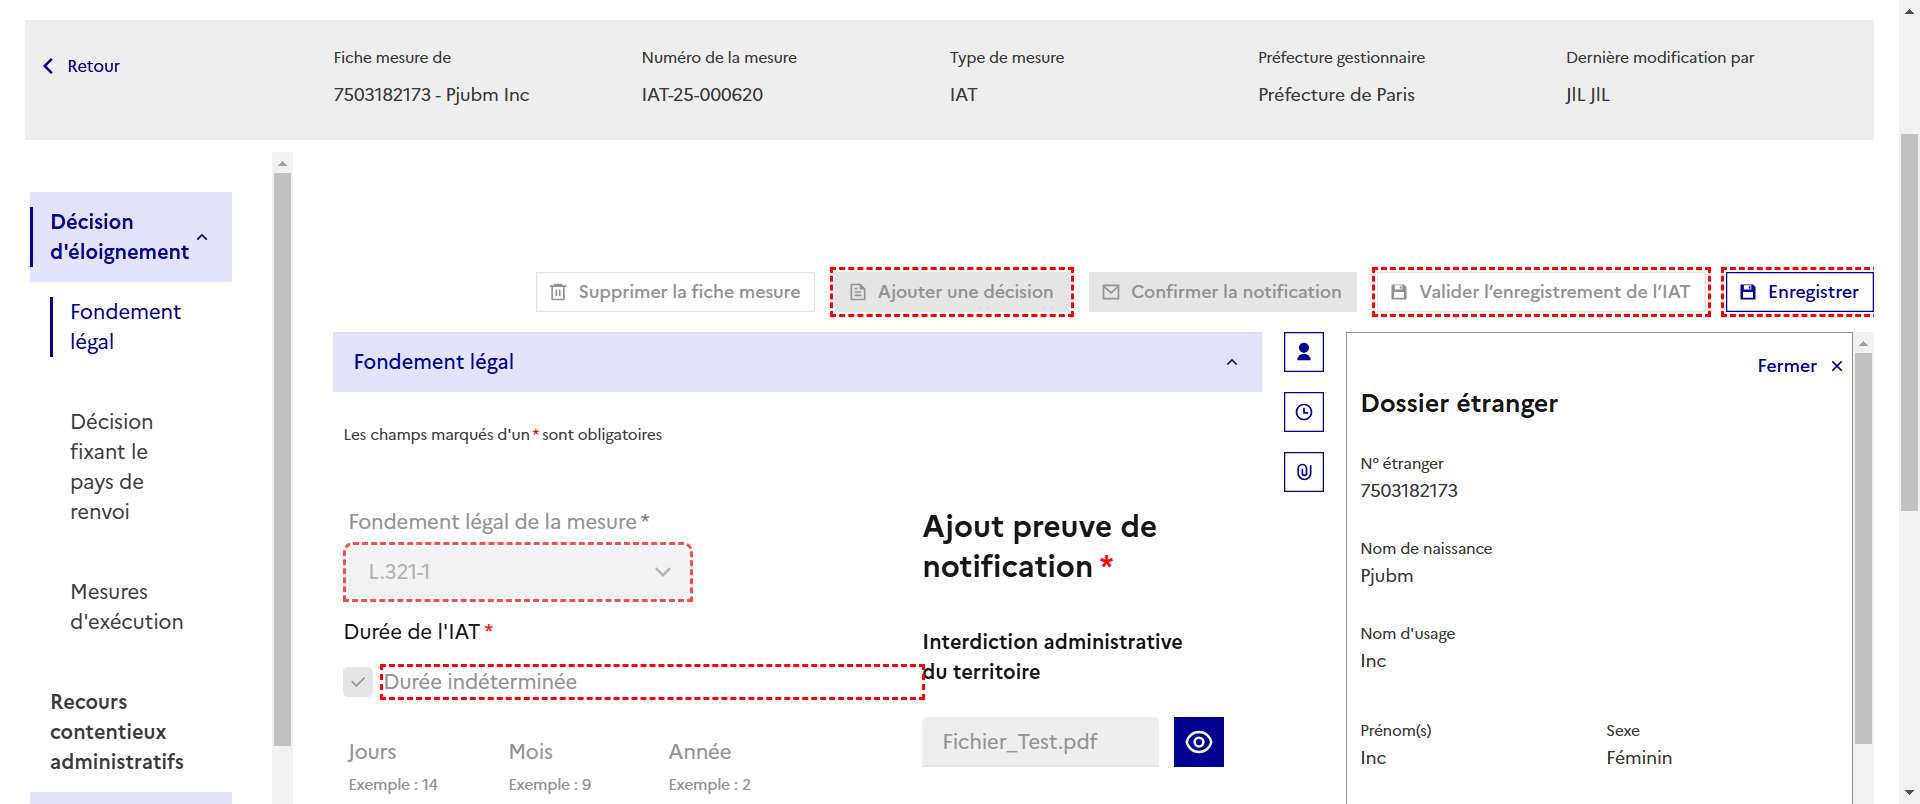 Retour
Fiche mesure de
7503182173 - Pjubm Inc
Numéro de la mesure
IAT-25-000620
Type de mesure
IAT
Préfecture gestionnaire
Préfecture de Paris
Dernière modification par
JlL JlL
Décision
d'éloignement
Fondement
légal
Décision
fixant le
pays de
renvoi
Mesures
d'exécution
Recours
contentieux
administratifs
Supprimer la fiche mesure
Ajouter une décision
Confirmer la notification
Valider l’enregistrement de l’IAT
Enregistrer
Fondement légal
Les champs marqués d'un * sont obligatoires
Fondement légal de la mesure *
L.321-1
Durée de l'IAT *
Durée indéterminée
Jours
Exemple : 14
Mois
Exemple : 9
Année
Exemple : 2
Ajout preuve de
notification *
Interdiction administrative
du territoire
Fichier_Test.pdf
Fermer
Dossier étranger
N° étranger
7503182173
Nom de naissance
Pjubm
Nom d'usage
Inc
Prénom(s)
Inc
Sexe
Féminin